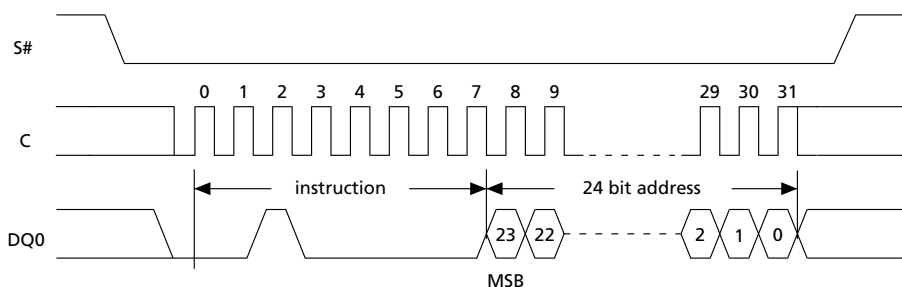 S#
0 1 2 3 4 5 6 7 8 9 29 30 31
C
instruction 24 bit address
DQ0 23 22 2 1 0
MSB